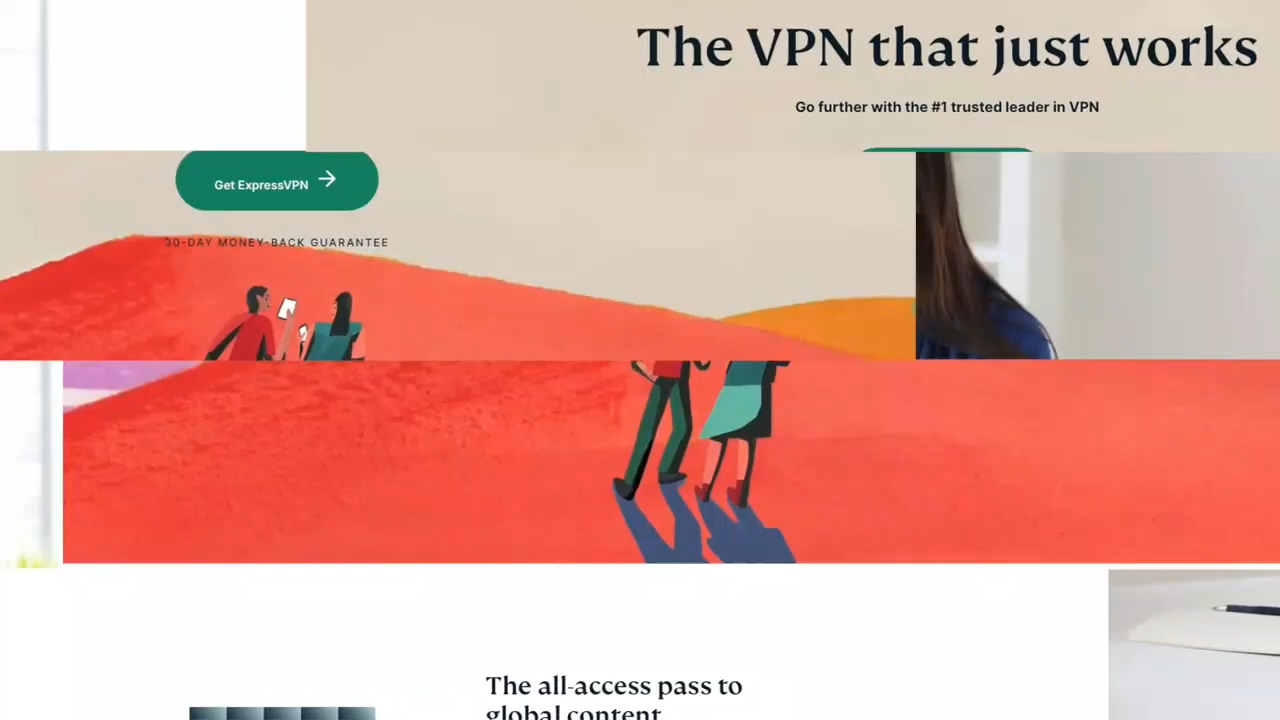 The VPN that just works
Go further with the #1 trusted leader in VPN
Get ExpressVPN
30-DAY MONEY-BACK GUARANTEE
The all-access pass to
global content